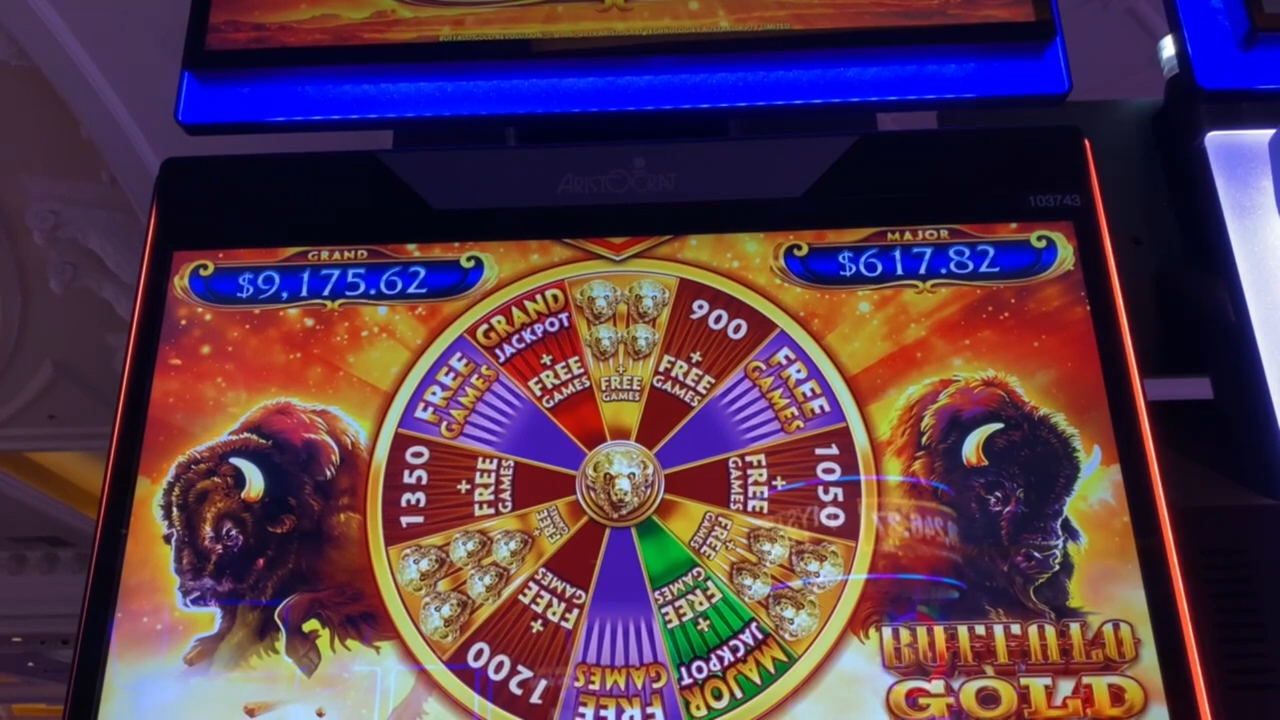 ARISTOCRAT
103743
GRAND
$9,175.62
MAJOR
$617.82
GRAND
JACKPOT
+
FREE
GAMES
+
FREE
GAMES
900
+
FREE
GAMES
FREE
GAMES
1050
+
FREE
GAMES
+
FREE
GAMES
MAJOR
JACKPOT
+
FREE
GAMES
FREE
GAMES
1200
+
FREE
GAMES
+
FREE
GAMES
1350
+
FREE
GAMES
FREE
GAMES
BUFFALO
GOLD